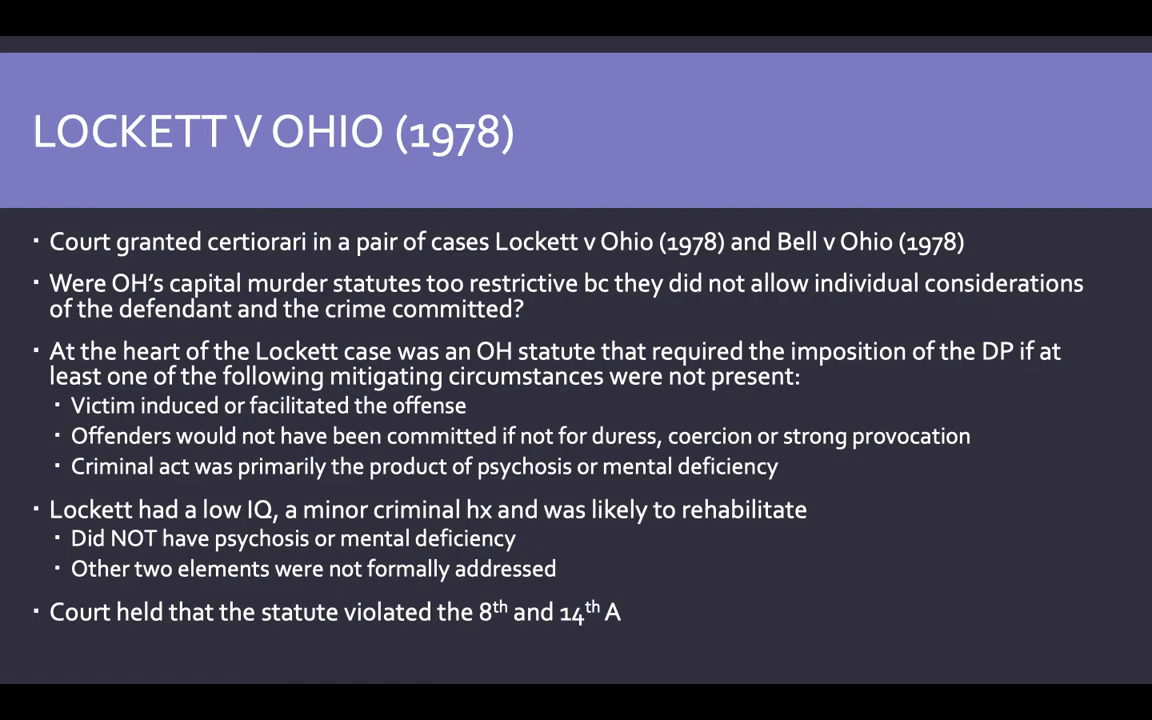 LOCKETT V OHIO (1978)
▪ Court granted certiorari in a pair of cases Lockett v Ohio (1978) and Bell v Ohio (1978)
▪ Were OH’s capital murder statutes too restrictive bc they did not allow individual considerations
of the defendant and the crime committed?
▪ At the heart of the Lockett case was an OH statute that required the imposition of the DP if at
least one of the following mitigating circumstances were not present:
▪ Victim induced or facilitated the offense
▪ Offenders would not have been committed if not for duress, coercion or strong provocation
▪ Criminal act was primarily the product of psychosis or mental deficiency
▪ Lockett had a low IQ, a minor criminal hx and was likely to rehabilitate
▪ Did NOT have psychosis or mental deficiency
▪ Other two elements were not formally addressed
▪ Court held that the statute violated the 8th and 14th A